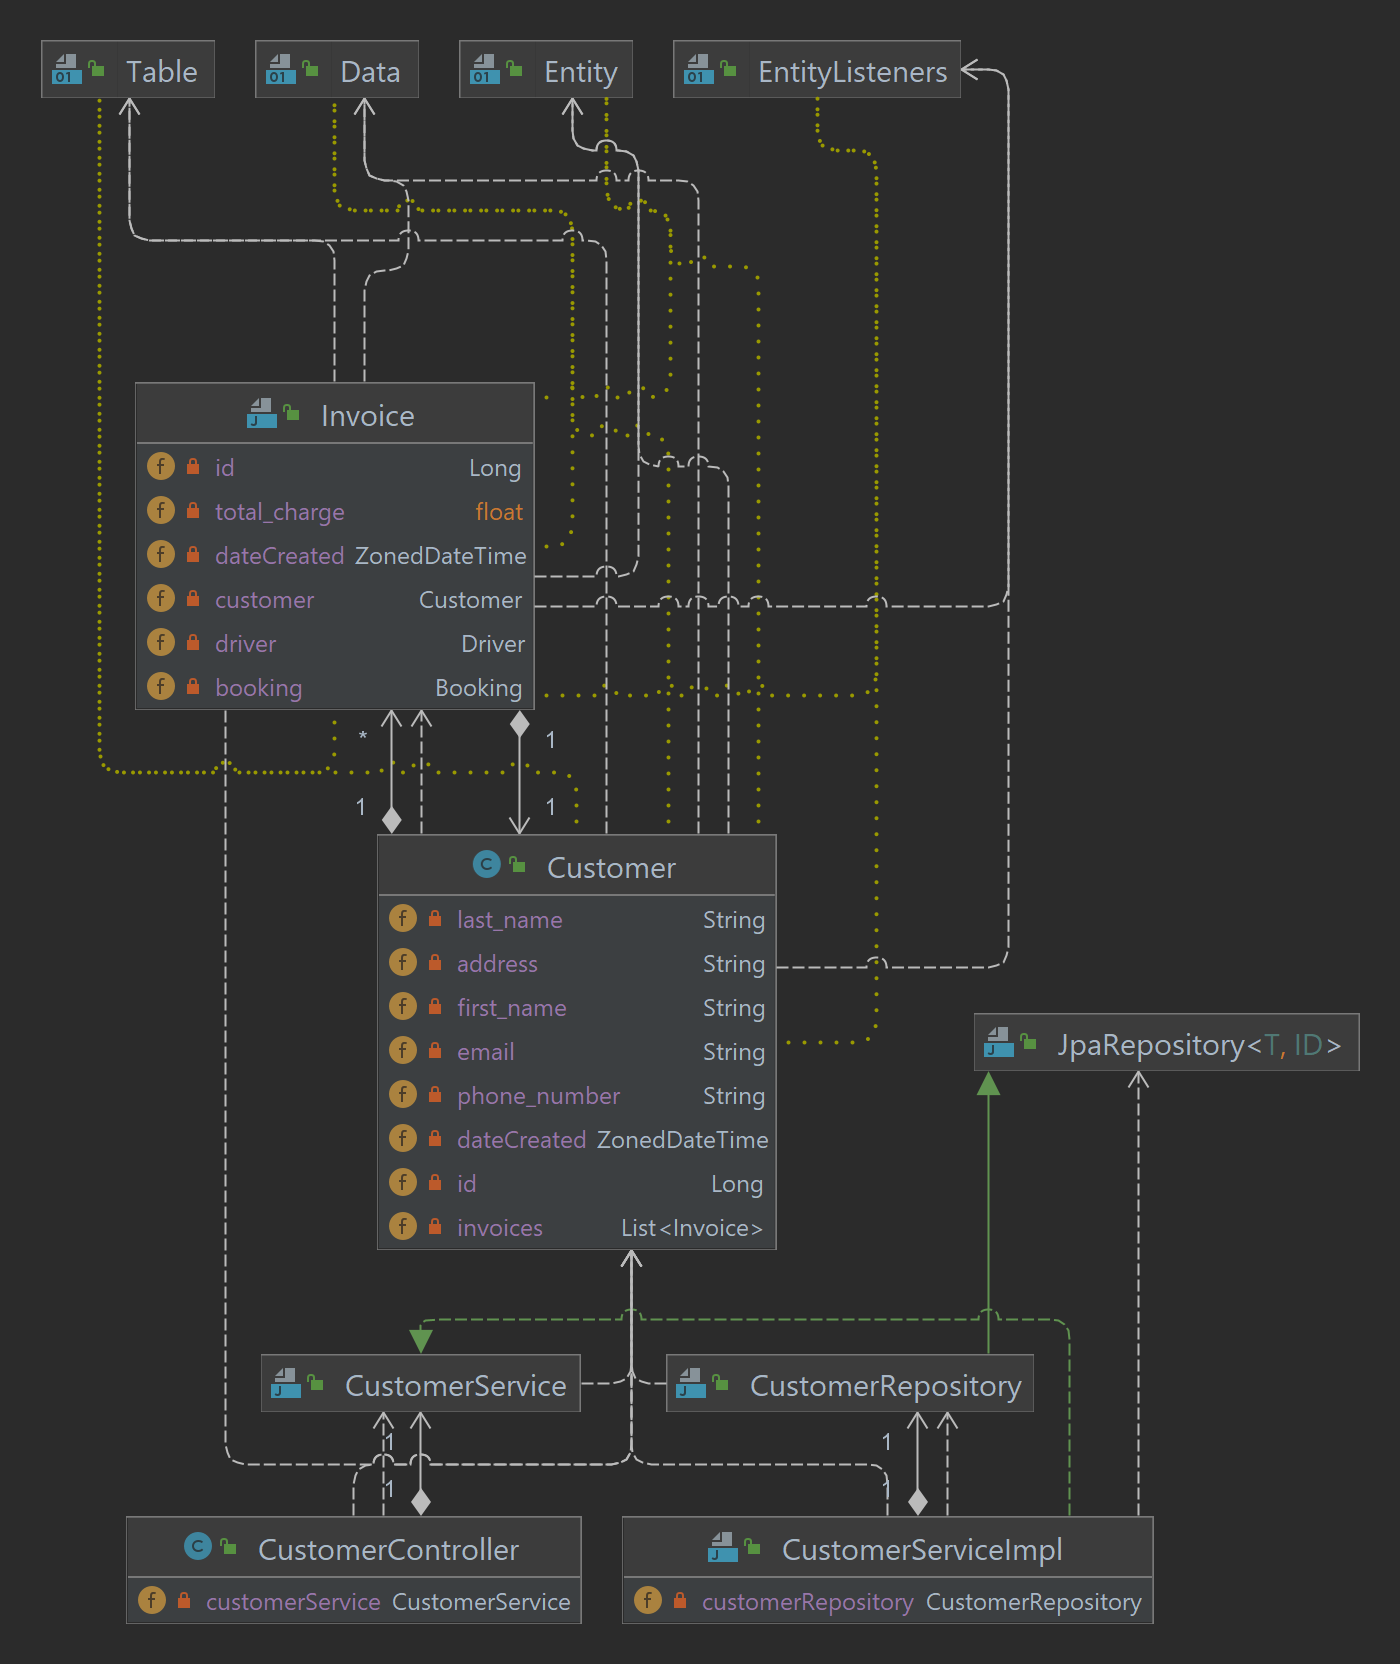 Table
Data
Entity
EntityListeners
Invoice
id Long
total_charge float
dateCreated ZonedDateTime
customer Customer
driver Driver
booking Booking
* 1
1 1
Customer
last_name String
address String
first_name String
email String
phone_number String
dateCreated ZonedDateTime
id Long
invoices List<Invoice>
JpaRepository<T, ID>
CustomerService
CustomerRepository
1 1
1 1
CustomerController
customerService CustomerService
CustomerServiceImpl
customerRepository CustomerRepository